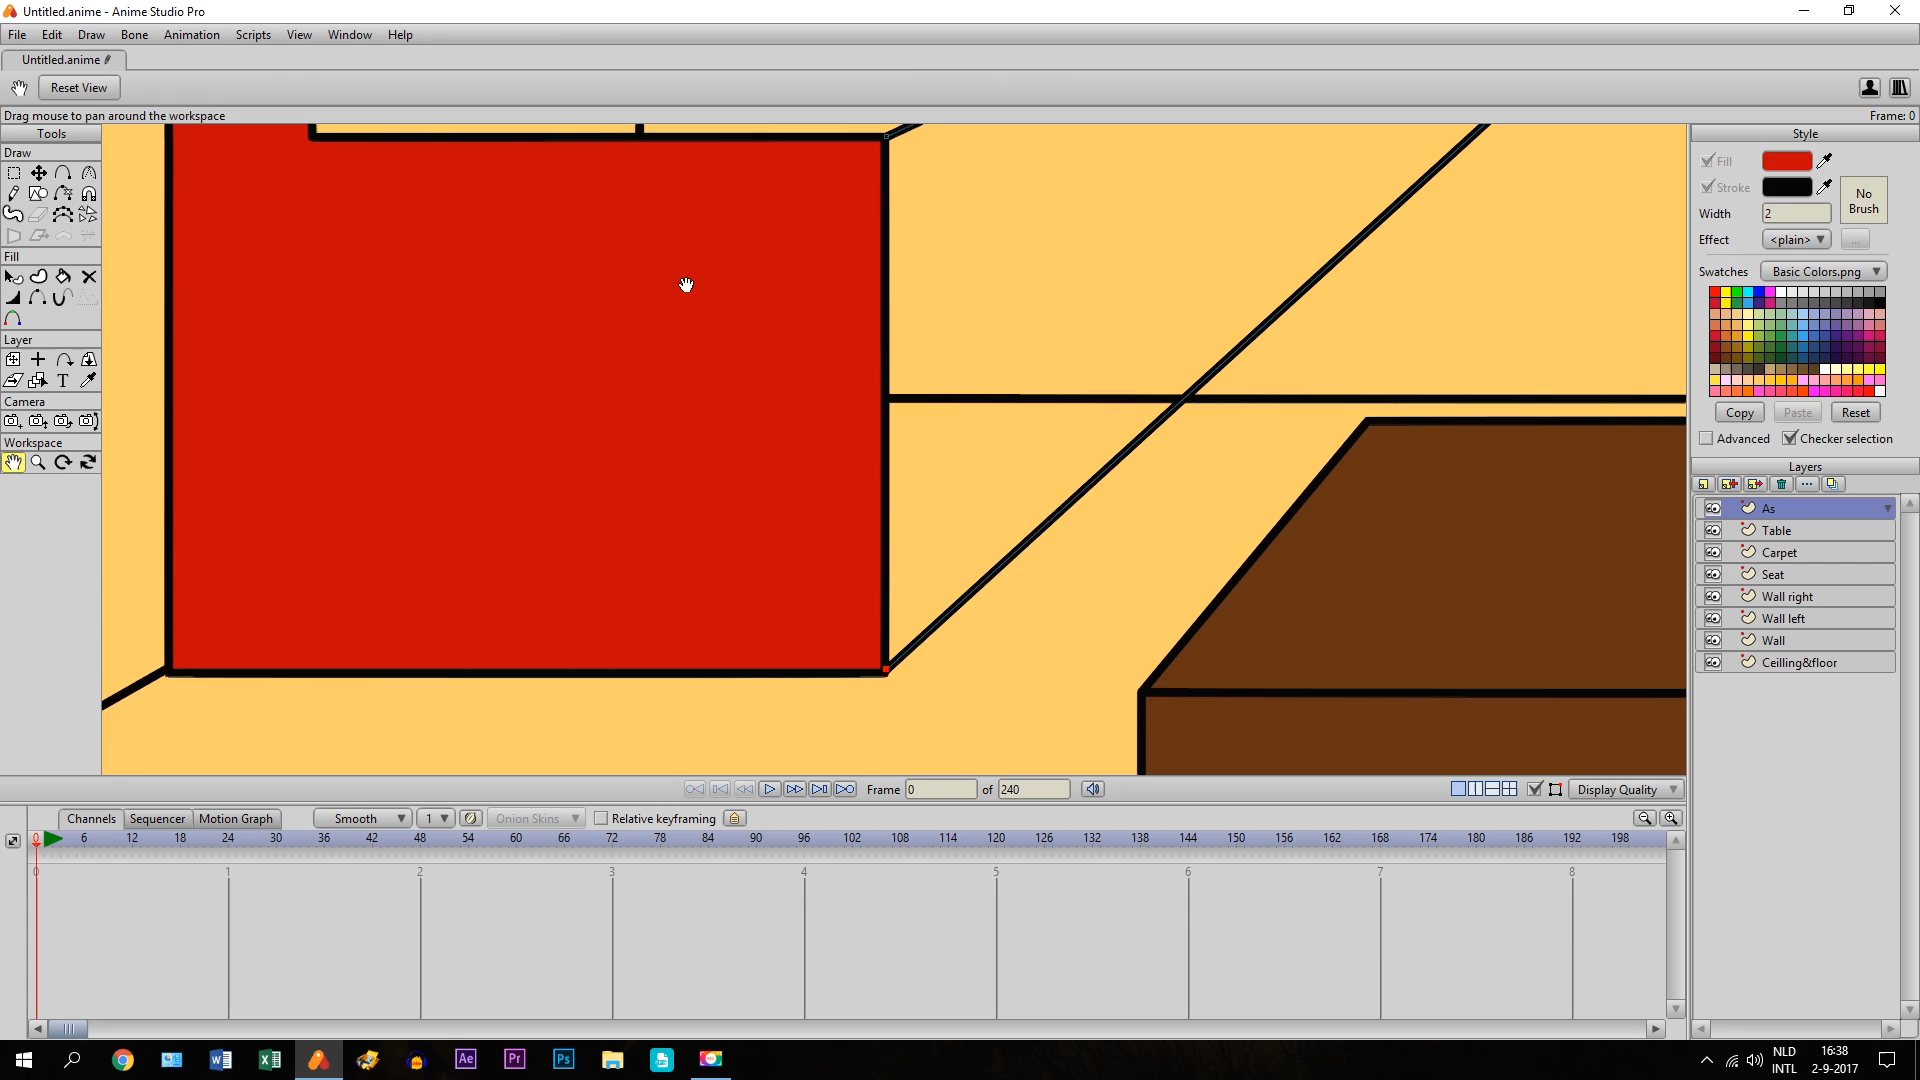 Untitled.anime - Anime Studio Pro
File Edit Draw Bone Animation Scripts View Window Help
Untitled.anime
Reset View
Drag mouse to pan around the workspace
Frame: 0
Tools
Draw
Fill
Layer
T
Camera
Workspace
Style
Fill
Stroke
No Brush
Width 2
Effect <plain> ...
Swatches Basic Colors.png
Copy Paste Reset
Advanced Checker selection
Layers
As
Table
Carpet
Seat
Wall right
Wall left
Wall
Ceilling&floor
Frame 0 of 240
Display Quality
Channels Sequencer Motion Graph Smooth 1 Onion Skins Relative keyframing
0 6 12 18 24 30 36 42 48 54 60 66 72 78 84 90 96 102 108 114 120 126 132 138 144 150 156 162 168 174 180 186 192 198
0 1 2 3 4 5 6 7 8
Ae Pr Ps
NLD
INTL
16:38
2-9-2017